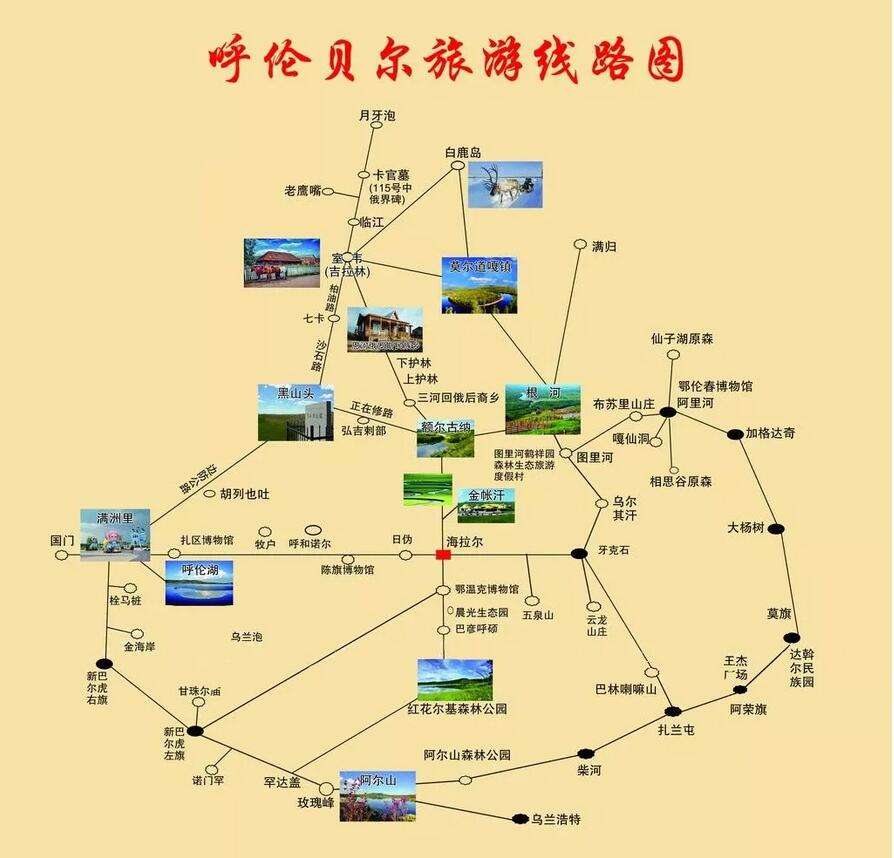 呼伦贝尔旅游线路图
月牙泡
白鹿岛
卡官墓
(115号中
俄界碑)
老鹰嘴
临江
满归
室韦
(吉拉林)
莫尔道嘎镇
柏油路
七卡
仙子湖原森
沙石路
下护林
上护林
鄂伦春博物馆
阿里河
黑山头
三河回俄后裔乡
根河
布苏里山庄
正在修路
弘吉剌部
额尔古纳
嘎仙洞
加格达奇
图里河鹤祥园
森林生态旅游
度假村
图里河
相思谷原森
边防公路
胡列也吐
金帐汗
乌尔
其汗
满洲里
大杨树
国门
扎区博物馆
牧户
呼和诺尔
日伪
海拉尔
牙克石
陈旗博物馆
呼伦湖
栓马桩
鄂温克博物馆
晨光生态园
五泉山
云龙
山庄
莫旗
巴彦呼硕
金海岸
乌兰泡
达斡
尔民
族园
王杰
广场
新巴
尔虎
右旗
甘珠尔庙
巴林喇嘛山
红花尔基森林公园
阿荣旗
新巴
尔虎
左旗
扎兰屯
阿尔山森林公园
诺门罕
罕达盖
柴河
阿尔山
玫瑰峰
乌兰浩特